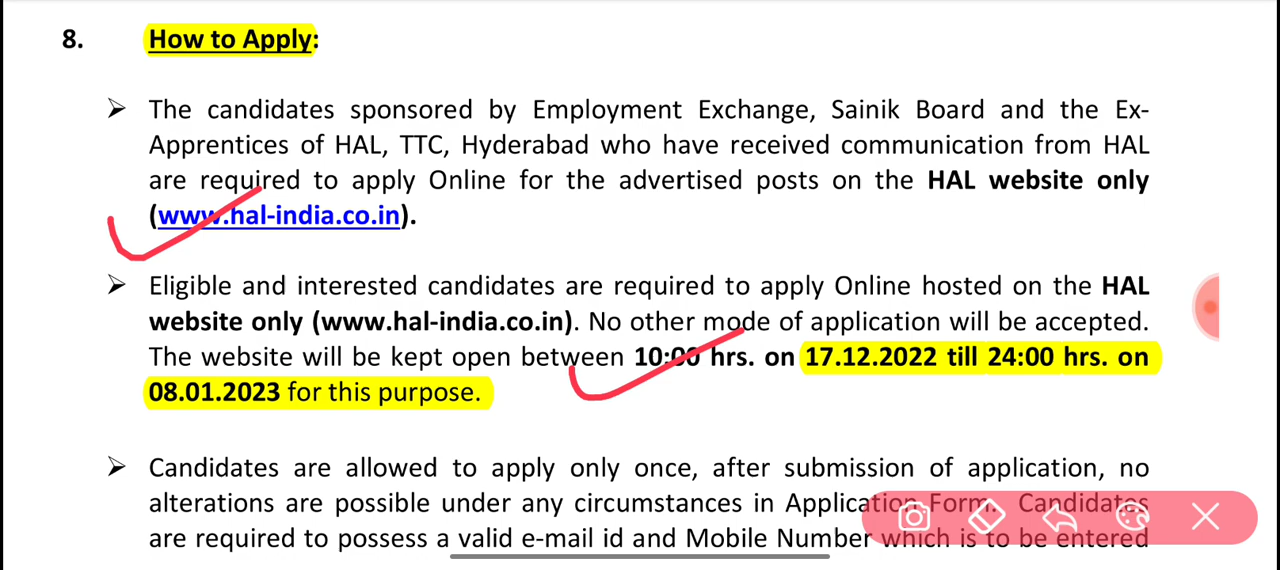 8. How to Apply:
➢ The candidates sponsored by Employment Exchange, Sainik Board and the Ex-
Apprentices of HAL, TTC, Hyderabad who have received communication from HAL
are required to apply Online for the advertised posts on the HAL website only
(www.hal-india.co.in).
➢ Eligible and interested candidates are required to apply Online hosted on the HAL
website only (www.hal-india.co.in). No other mode of application will be accepted.
The website will be kept open between 10:00 hrs. on 17.12.2022 till 24:00 hrs. on
08.01.2023 for this purpose.
➢ Candidates are allowed to apply only once, after submission of application, no
alterations are possible under any circumstances in Application Form. Candidates
are required to possess a valid e-mail id and Mobile Number which is to be entered